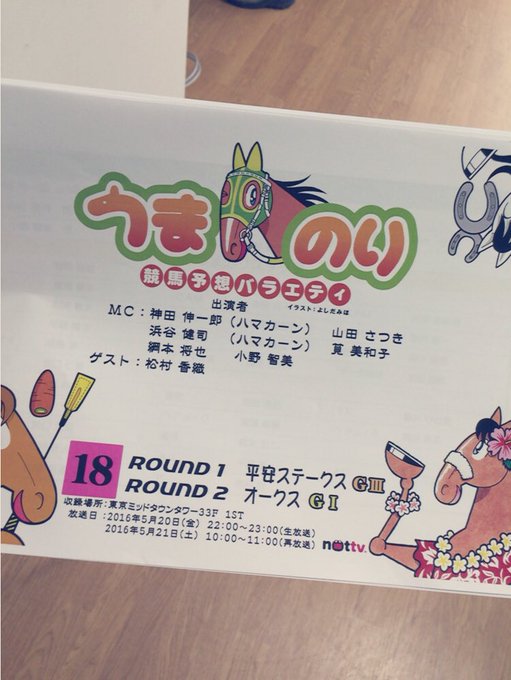 うまのり
競馬予想バラエティ
イラスト：よしだみほ
出演者
MC：神田 伸一郎（ハマカーン） 山田 さつき
浜谷 健司 （ハマカーン） 筧 美和子
綱本 将也 小野 智美
ゲスト：松村 香織
18 ROUND 1 平安ステークス GⅢ
ROUND 2 オークス GⅠ
収録場所：東京ミッドタウンタワー33F 1ST
放送日：2016年5月20日(金) 22:00~23:00(生放送)
2016年5月21日(土) 10:00~11:00(再放送)
nottv.